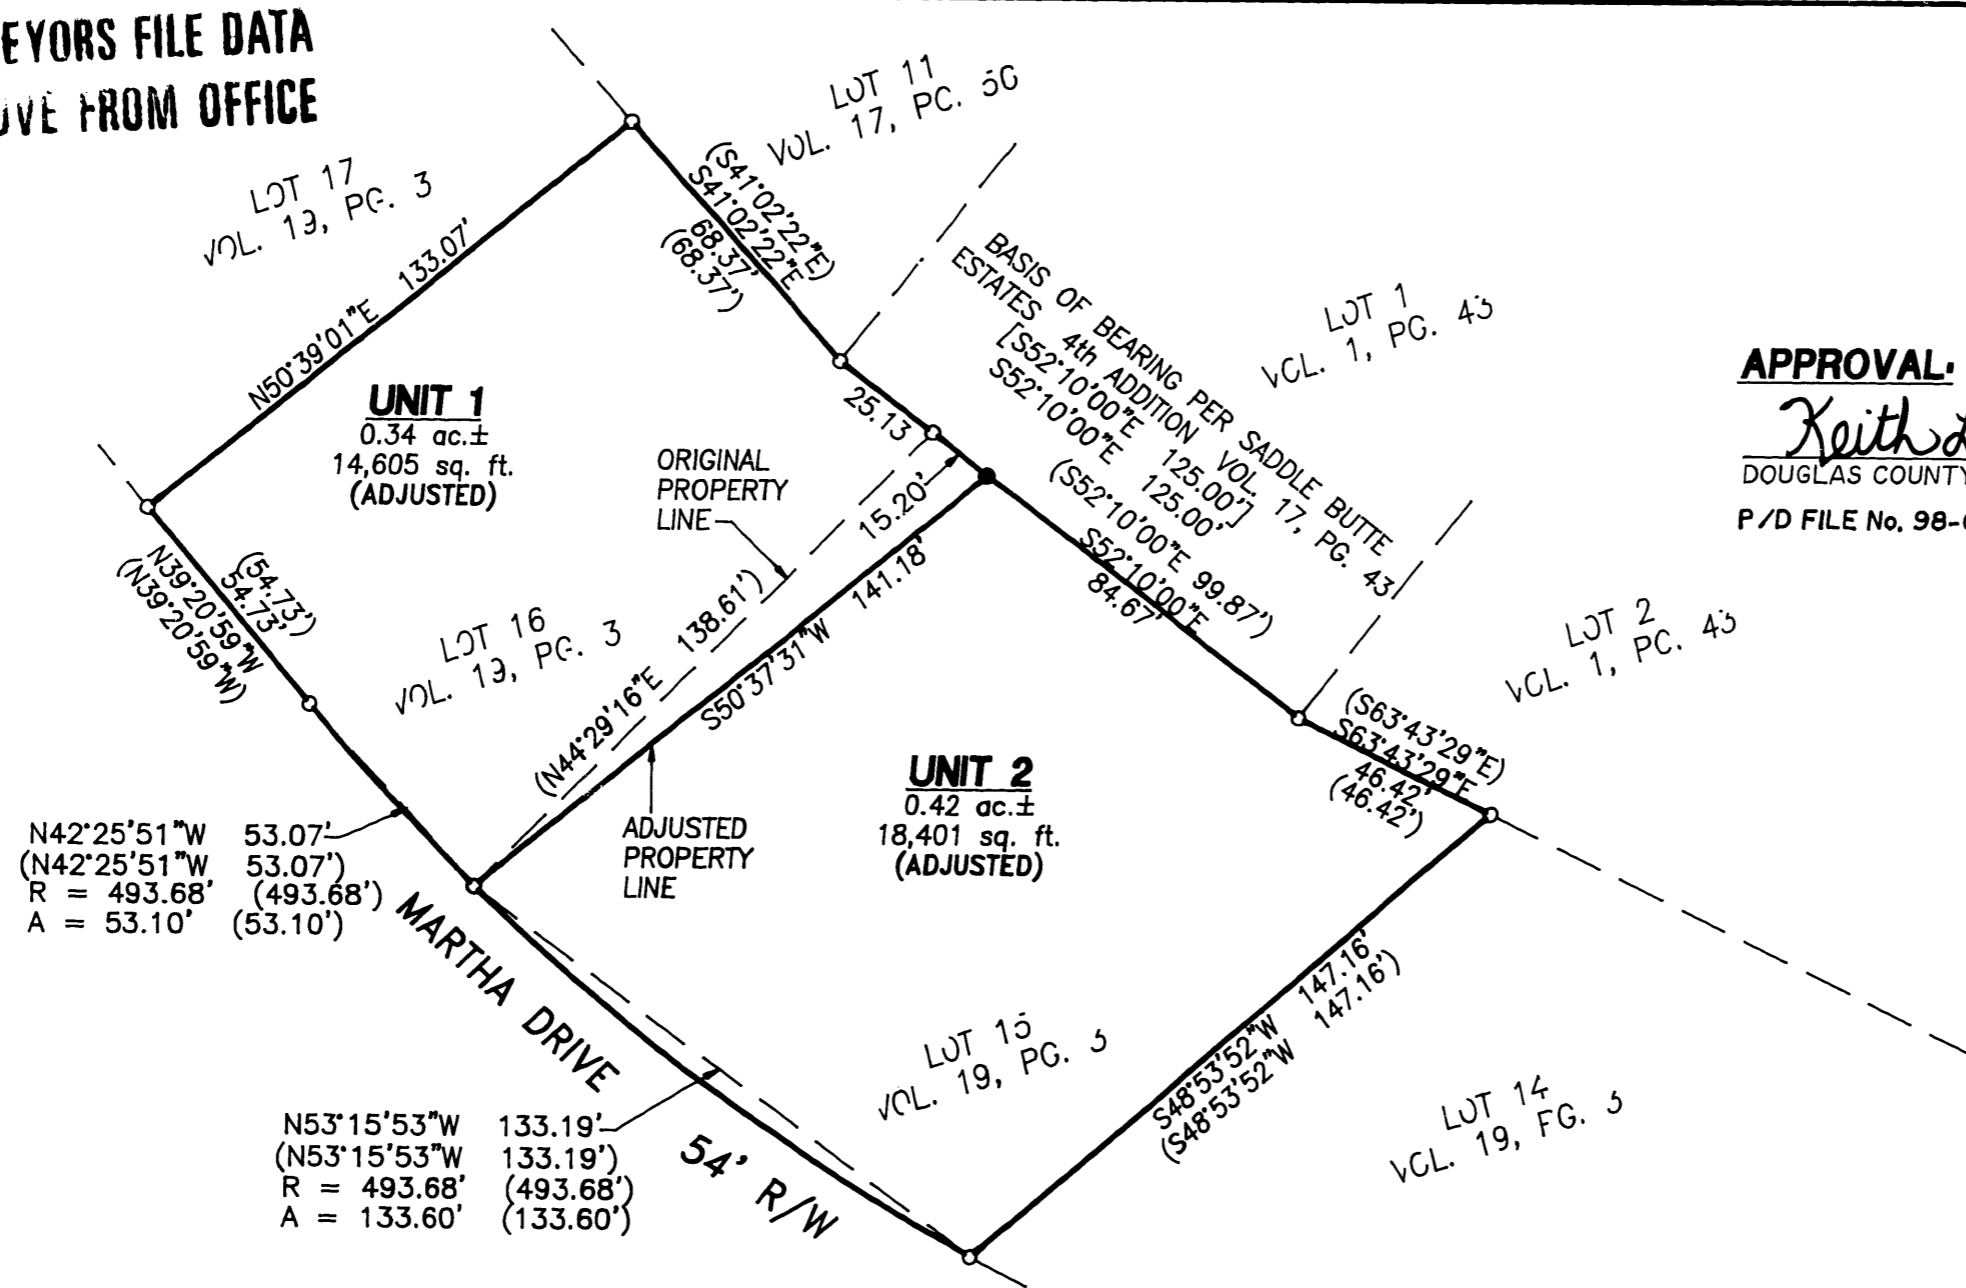 EYORS FILE DATA
OVE FROM OFFICE
LOT 11
VOL. 17, PG. 50
LOT 17
VOL. 19, PG. 3
N50°39'01"E 133.07'
(S41°02'22"E)
S41°02'22"E
68.37'
(68.37')
BASIS OF BEARING PER SADDLE BUTTE
ESTATES 4th ADDITION VOL. 17, PG. 43
[S52°10'00"E 125.00']
S52°10'00"E 125.00'
(S52°10'00"E 99.87')
S52°10'00"E
84.67'
LOT 1
VOL. 1, PG. 43
APPROVAL:
Keith
DOUGLAS COUNTY
P/D FILE No. 98-
UNIT 1
0.34 ac.±
14,605 sq. ft.
(ADJUSTED)
25.13
15.20'
ORIGINAL
PROPERTY
LINE
(N44°29'16"E 138.61')
S50°37'31"W 141.18'
(54.73')
54.73'
N39°20'59"W
(N39°20'59"W)
LOT 16
VOL. 19, PG. 3
LOT 2
VOL. 1, PG. 43
(S63°43'29"E)
S63°43'29"E
46.42'
(46.42')
UNIT 2
0.42 ac.±
18,401 sq. ft.
(ADJUSTED)
ADJUSTED
PROPERTY
LINE
N42°25'51"W 53.07'
(N42°25'51"W 53.07')
R = 493.68' (493.68')
A = 53.10' (53.10')
MARTHA DRIVE
54' R/W
147.16'
S48°53'52"W
(S48°53'52"W 147.16')
LOT 15
VOL. 19, PG. 3
LOT 14
VOL. 19, PG. 3
N53°15'53"W 133.19'
(N53°15'53"W 133.19')
R = 493.68' (493.68')
A = 133.60' (133.60')